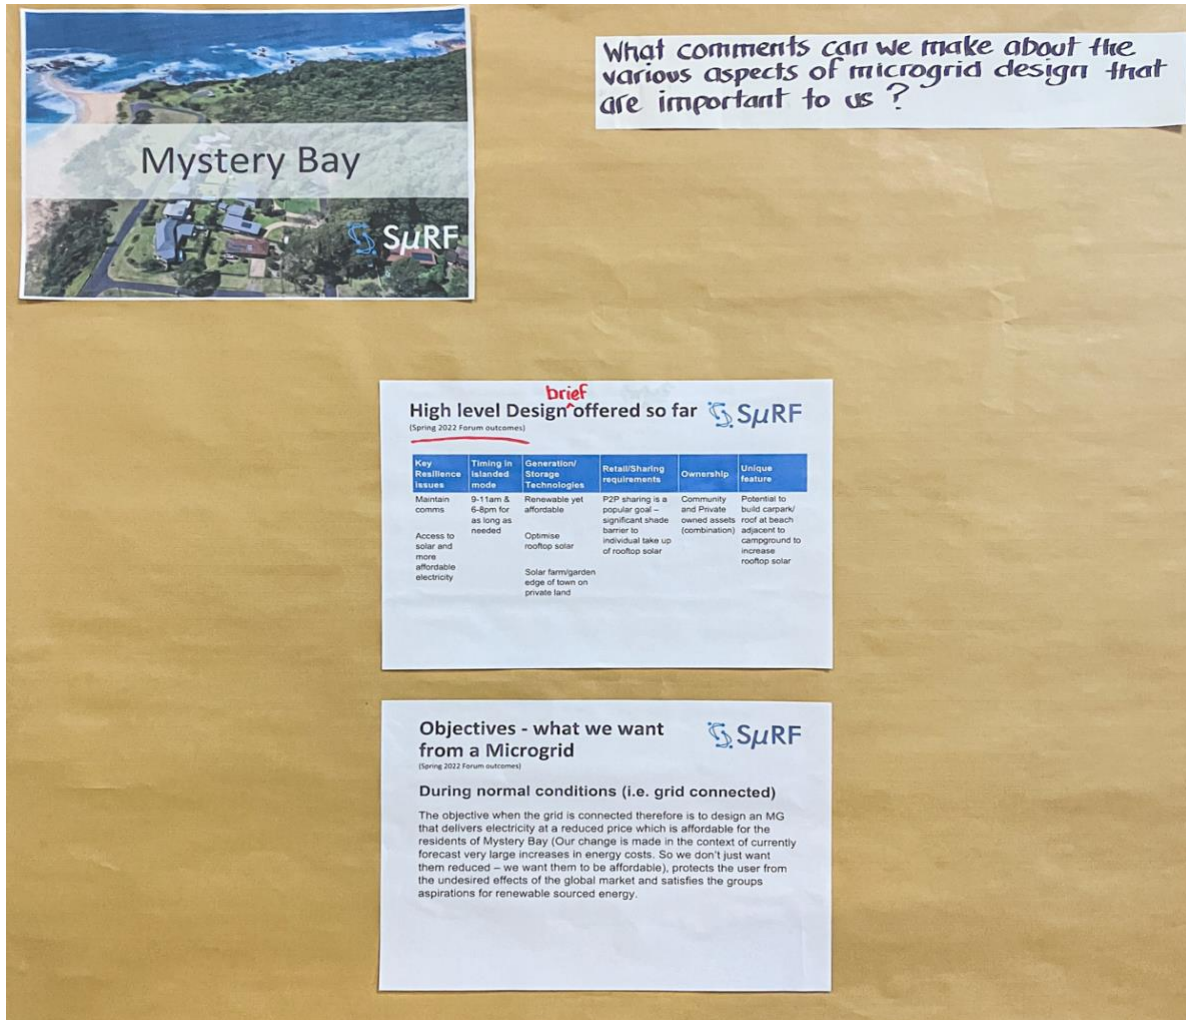 Mystery Bay
SμRF
What comments can we make about the
various aspects of microgrid design that
are important to us ?
brief
High level Design^offered so far
SμRF
(Spring 2022 Forum outcomes)
Key
Resilience
issues
Timing in
islanded
mode
Generation/
Storage
Technologies
Retail/Sharing
requirements
Ownership
Unique
feature
Maintain
comms
Access to
solar and
more
affordable
electricity
9-11am &
6-8pm for
as long as
needed
Renewable yet
affordable
Optimise
rooftop solar
Solar farm/garden
edge of town on
private land
P2P sharing is a
popular goal –
significant shade
barrier to
individual take up
of rooftop solar
Community
and Private
owned assets
(combination)
Potential to
build carpark/
roof at beach
adjacent to
campground to
increase
rooftop solar
Objectives - what we want
from a Microgrid
SμRF
(Spring 2022 Forum outcomes)
During normal conditions (i.e. grid connected)
The objective when the grid is connected therefore is to design an MG
that delivers electricity at a reduced price which is affordable for the
residents of Mystery Bay (Our change is made in the context of currently
forecast very large increases in energy costs. So we don't just want
them reduced – we want them to be affordable), protects the user from
the undesired effects of the global market and satisfies the groups
aspirations for renewable sourced energy.